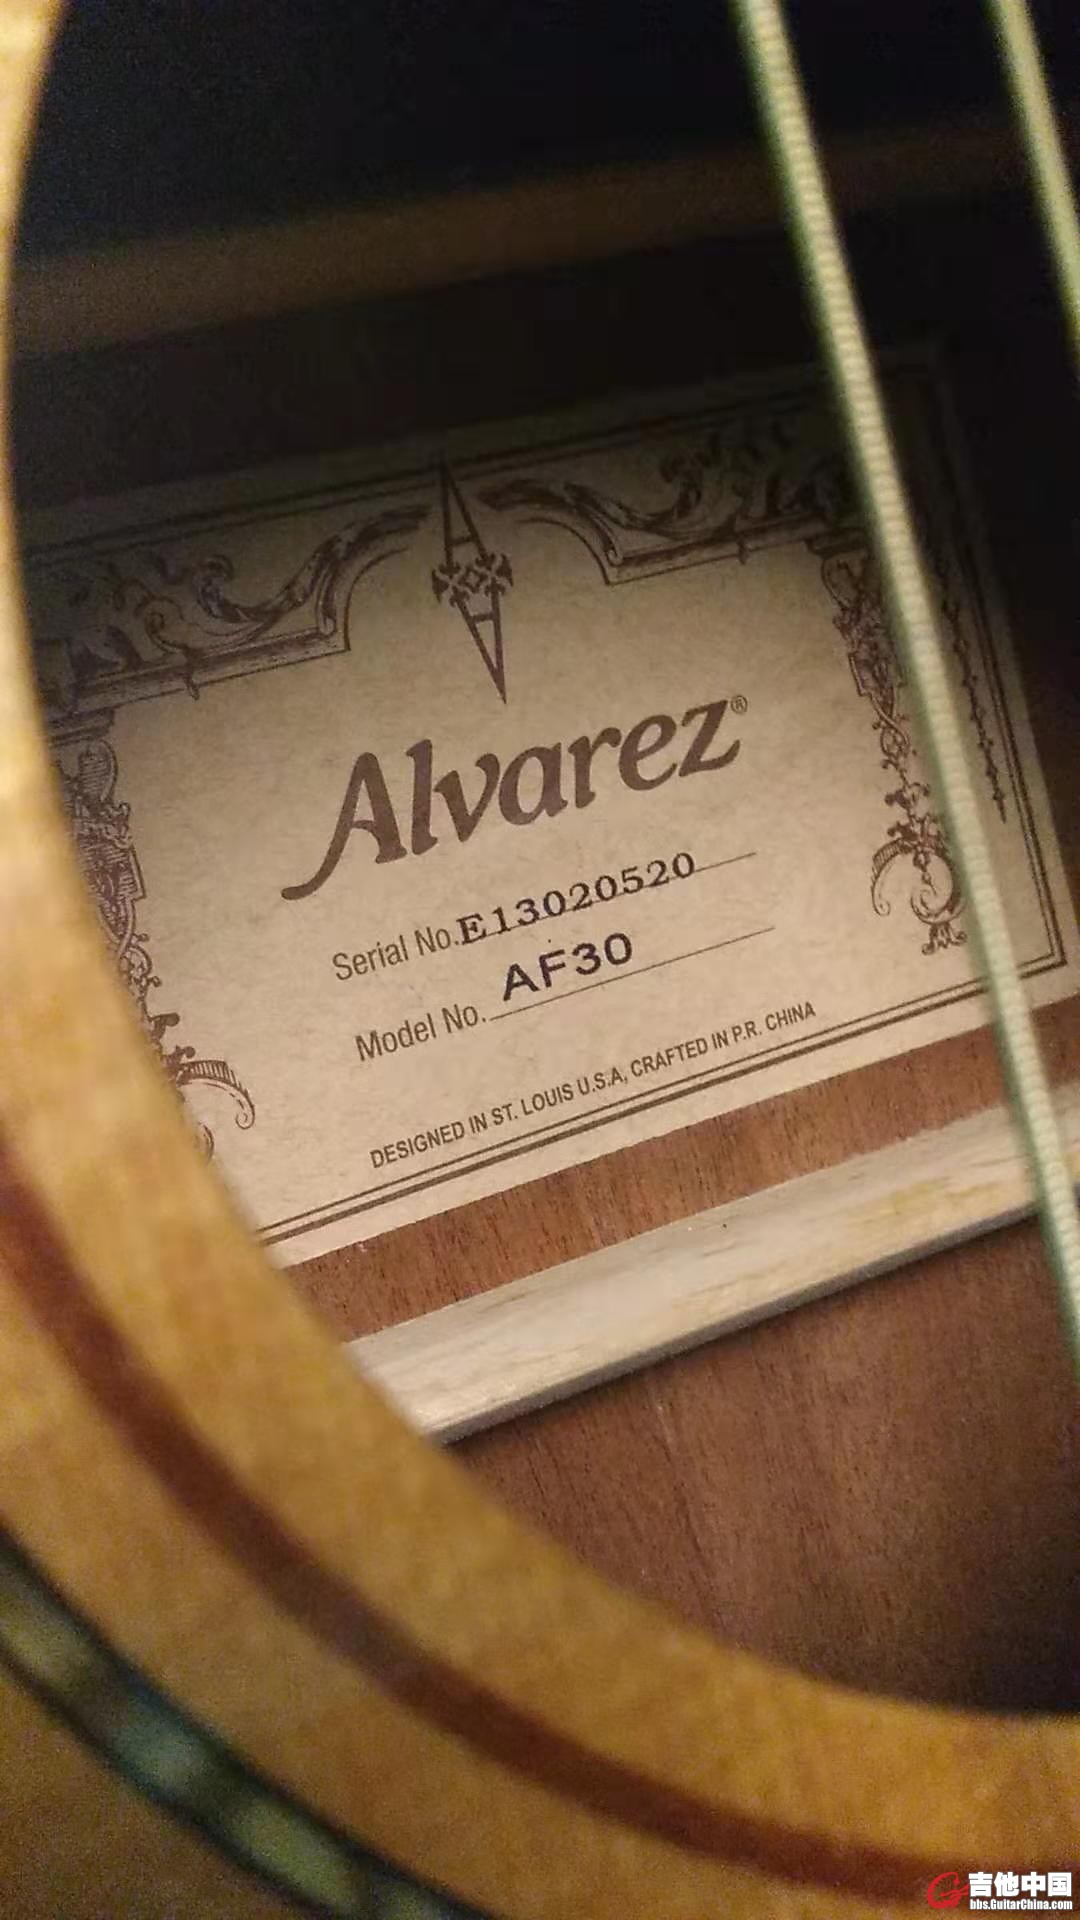 Alvarez®
Serial No. E13020520
Model No. AF30
DESIGNED IN ST. LOUIS U.S.A, CRAFTED IN P.R. CHINA
吉他中国
bbs.GuitarChina.com